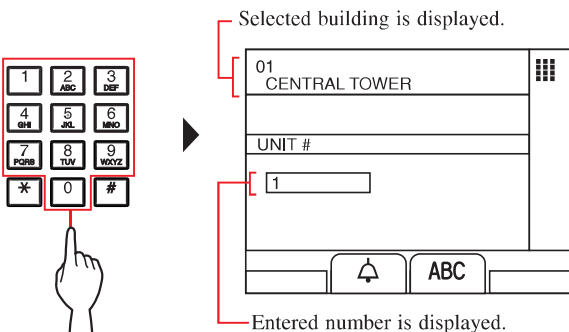 Selected building is displayed.
01
CENTRAL TOWER
UNIT #
1
ABC
Entered number is displayed.
1
2
ABC
3
DEF
4
GHI
5
JKL
6
MNO
7
PQRS
8
TUV
9
WXYZ
*
0
#